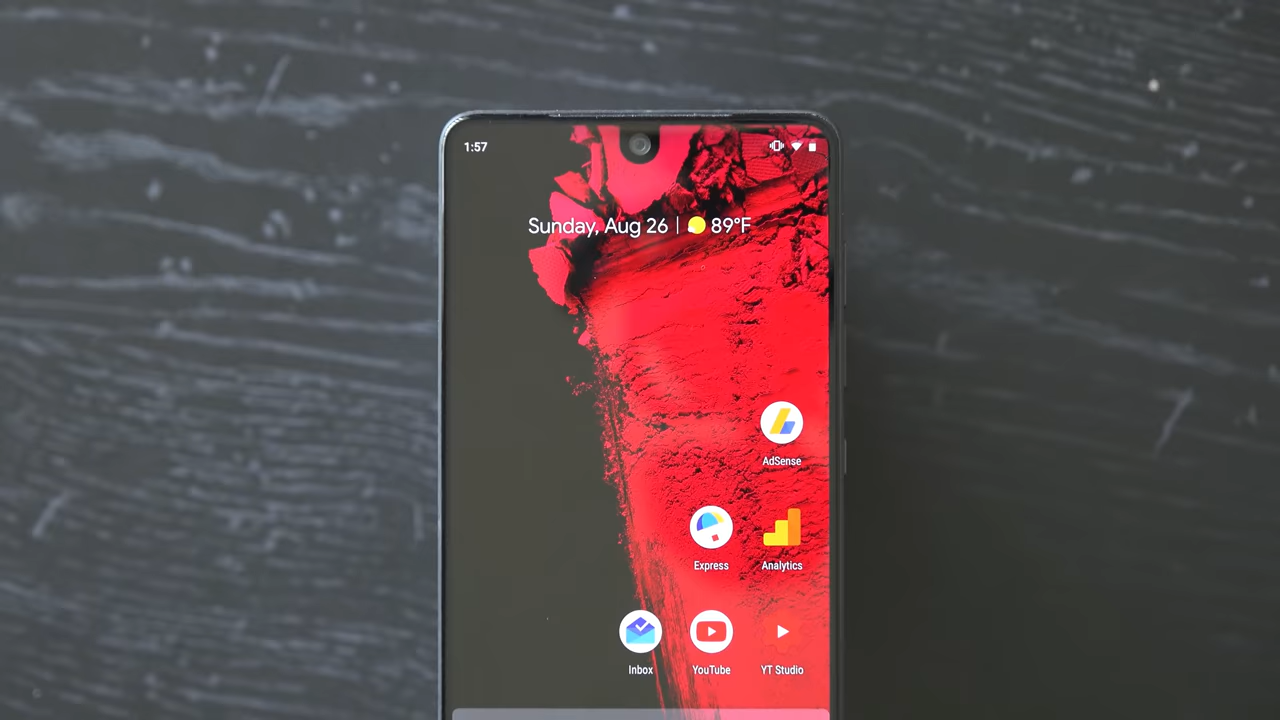 1:57
Sunday, Aug 26 | 89°F
AdSense
Express
Analytics
Inbox
YouTube
YT Studio